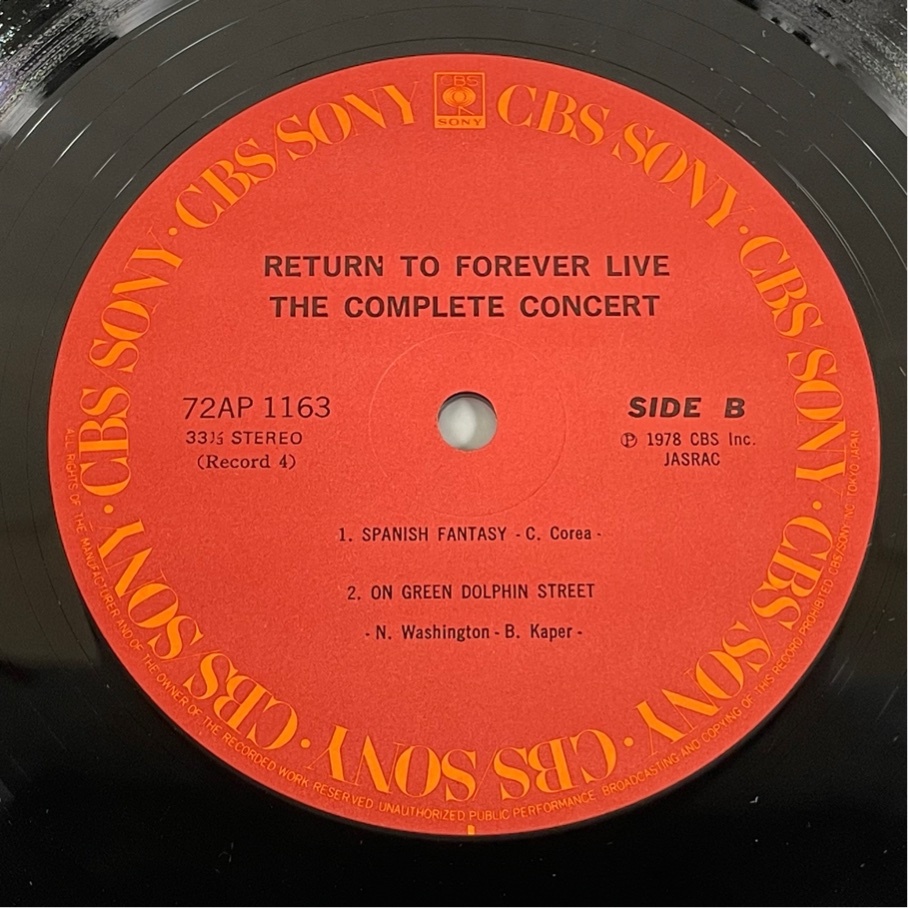 CBS
SONY
CBS SONY · CBS/SONY · CBS/SONY · CBS/SONY · CBS/SONY · CBS SONY · CBS/SONY
RETURN TO FOREVER LIVE
THE COMPLETE CONCERT
72AP 1163
33⅓ STEREO
(Record 4)
SIDE B
Ⓟ 1978 CBS Inc.
JASRAC
1. SPANISH FANTASY - C. Corea -
2. ON GREEN DOLPHIN STREET
- N. Washington - B. Kaper -
ALL RIGHTS OF THE MANUFACTURER AND OF THE OWNER OF THE RECORDED WORK RESERVED UNAUTHORIZED PUBLIC PERFORMANCE BROADCASTING AND COPYING OF THIS RECORD PROHIBITED CBS/SONY INC. TOKYO JAPAN